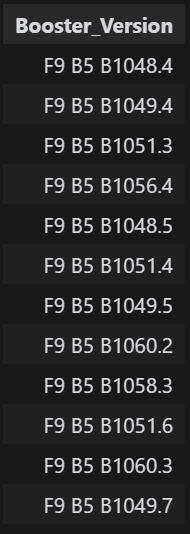 Booster_Version
F9 B5 B1048.4
F9 B5 B1049.4
F9 B5 B1051.3
F9 B5 B1056.4
F9 B5 B1048.5
F9 B5 B1051.4
F9 B5 B1049.5
F9 B5 B1060.2
F9 B5 B1058.3
F9 B5 B1051.6
F9 B5 B1060.3
F9 B5 B1049.7